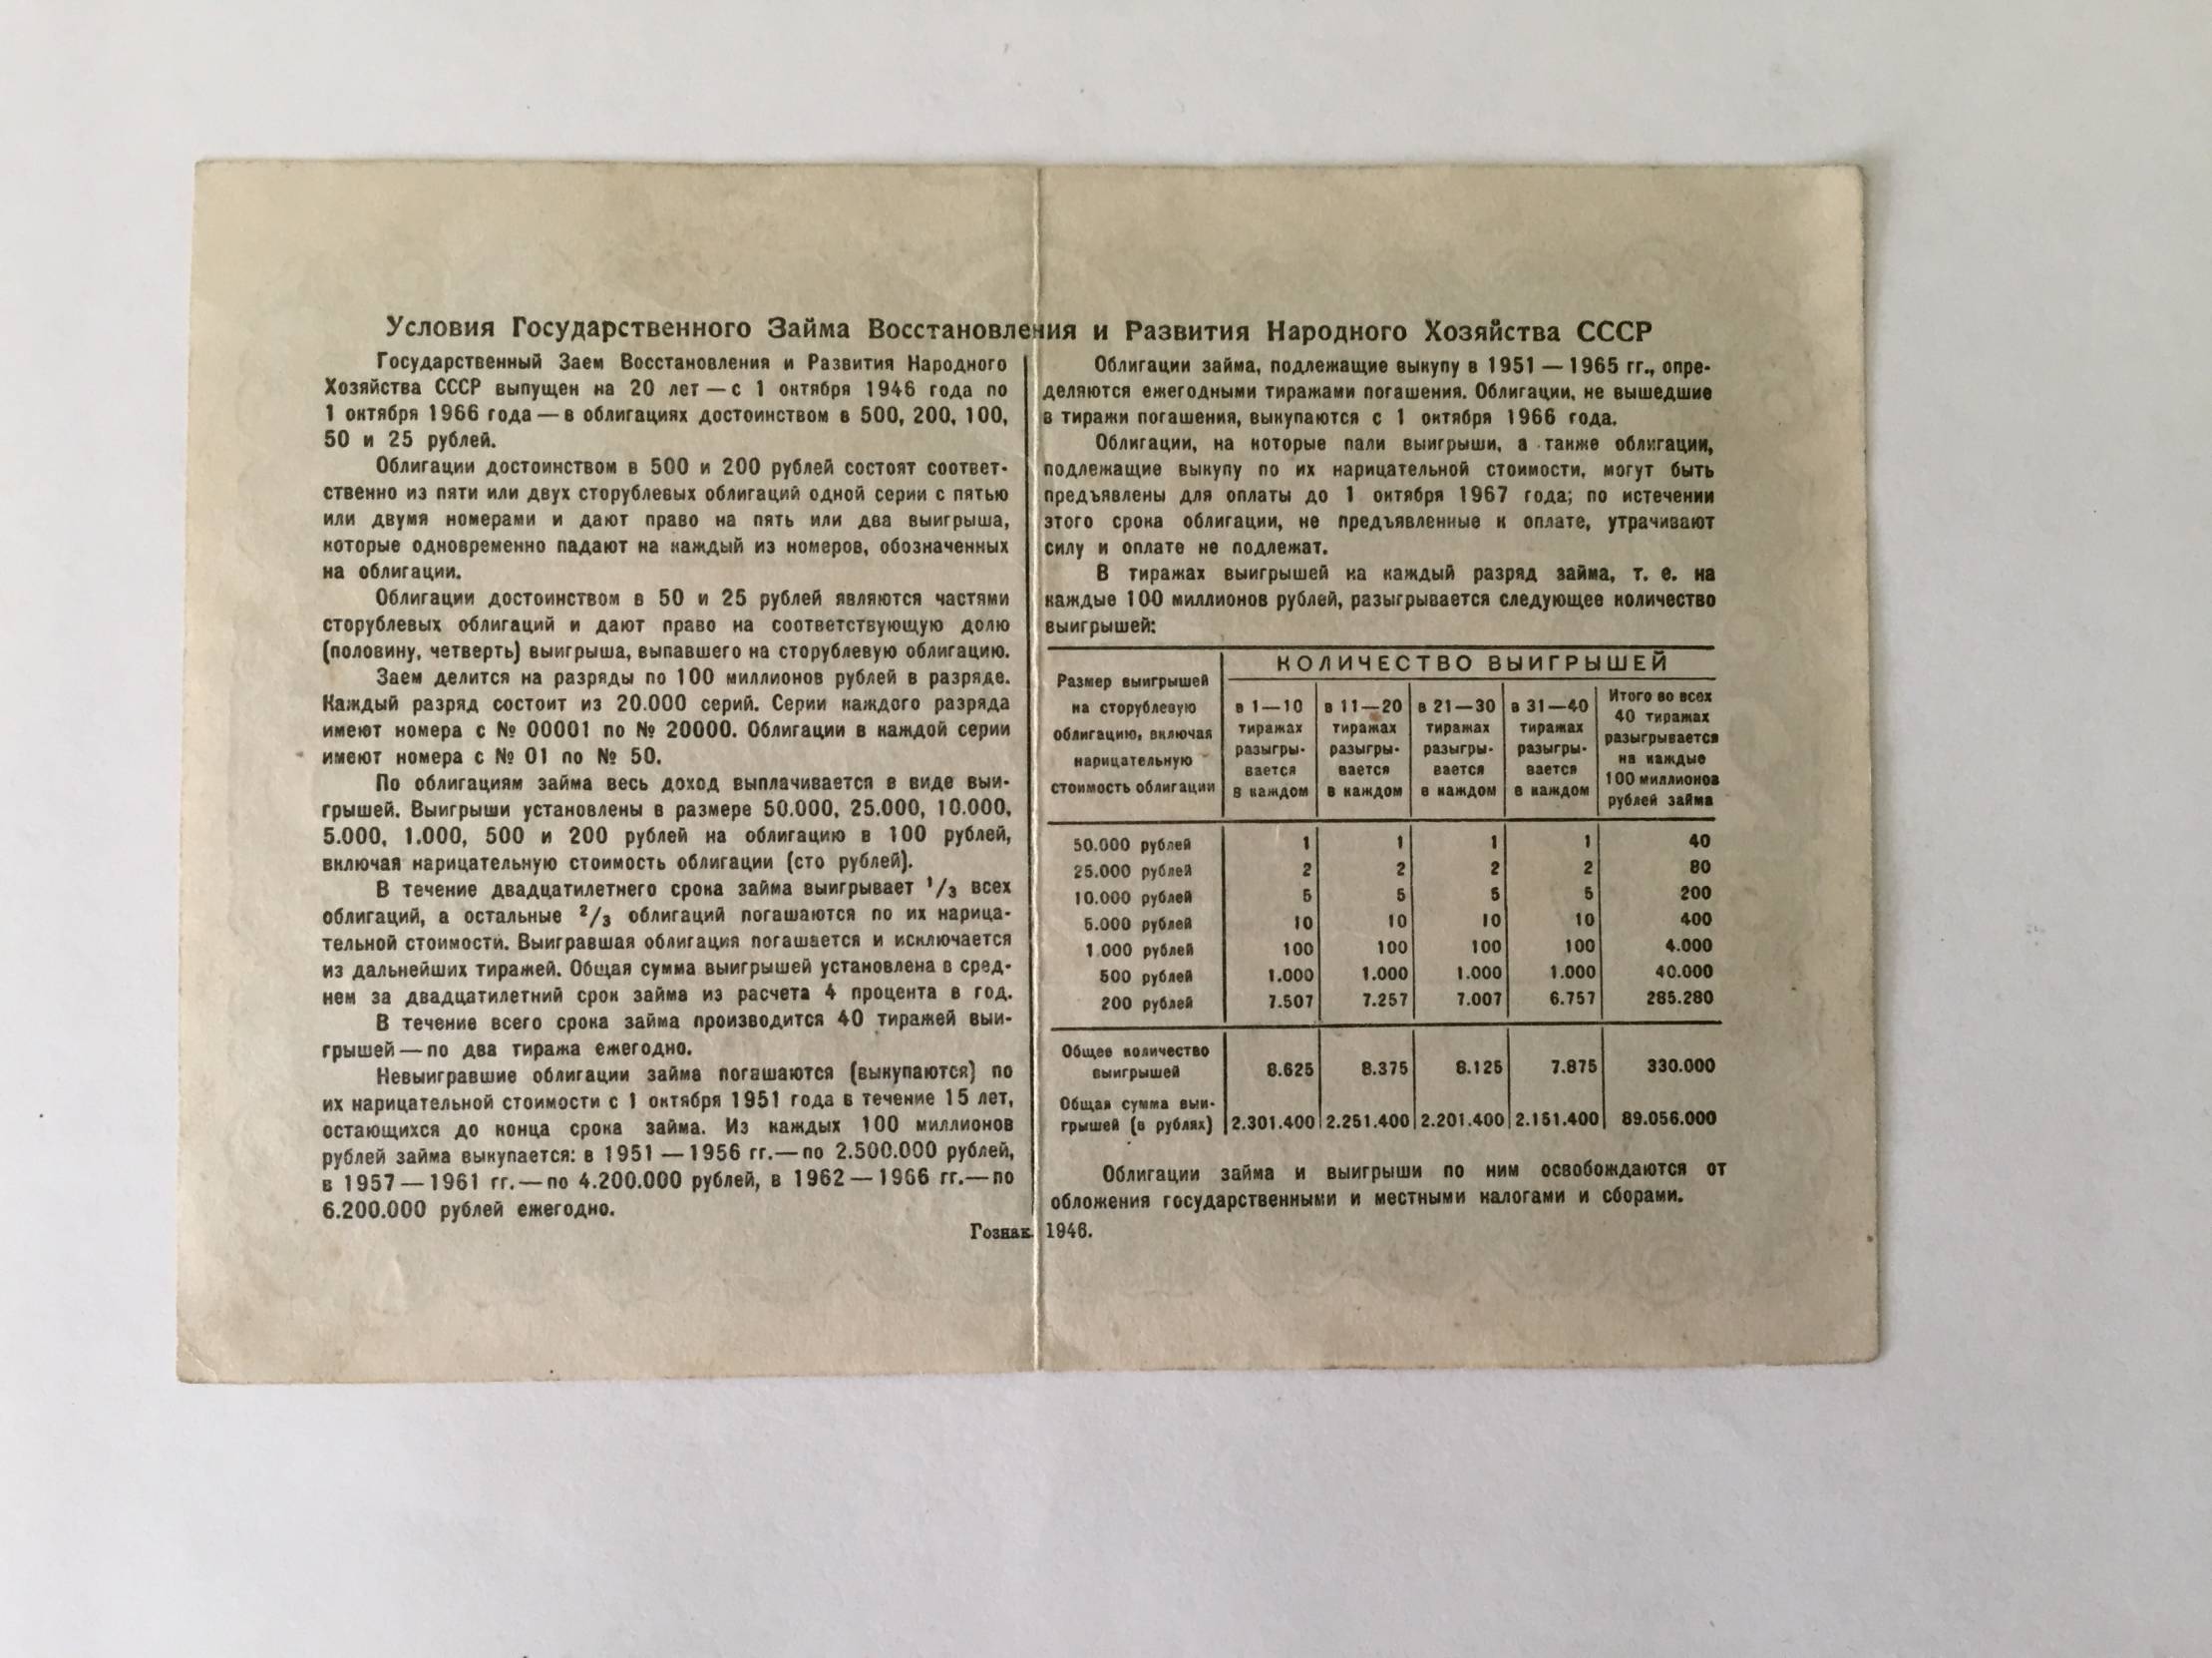 Условия Государственного Займа Восстановления и Развития Народного Хозяйства СССР
Государственный Заем Восстановления и Развития Народного
Хозяйства СССР выпущен на 20 лет — с 1 октября 1946 года по
1 октября 1966 года — в облигациях достоинством в 500, 200, 100,
50 и 25 рублей.
Облигации достоинством в 500 и 200 рублей состоят соответ-
ственно из пяти или двух сторублевых облигаций одной серии с пятью
или двумя номерами и дают право на пять или два выигрыша,
которые одновременно падают на каждый из номеров, обозначенных
на облигации.
Облигации достоинством в 50 и 25 рублей являются частями
сторублевых облигаций и дают право на соответствующую долю
(половину, четверть) выигрыша, выпавшего на сторублевую облигацию.
Заем делится на разряды по 100 миллионов рублей в разряде.
Каждый разряд состоит из 20.000 серий. Серии каждого разряда
имеют номера с № 00001 по № 20000. Облигации в каждой серии
имеют номера с № 01 по № 50.
По облигациям займа весь доход выплачивается в виде выи-
грышей. Выигрыши установлены в размере 50.000, 25.000, 10.000,
5.000, 1.000, 500 и 200 рублей на облигацию в 100 рублей,
включая нарицательную стоимость облигации (сто рублей).
В течение двадцатилетнего срока займа выигрывает 1/3 всех
облигаций, а остальные 2/3 облигаций погашаются по их нарица-
тельной стоимости. Выигравшая облигация погашается и исключается
из дальнейших тиражей. Общая сумма выигрышей установлена в сред-
нем за двадцатилетний срок займа из расчета 4 процента в год.
В течение всего срока займа производится 40 тиражей выи-
грышей — по два тиража ежегодно.
Невыигравшие облигации займа погашаются (выкупаются) по
их нарицательной стоимости с 1 октября 1951 года в течение 15 лет,
остающихся до конца срока займа. Из каждых 100 миллионов
рублей займа выкупается: в 1951 — 1956 гг. — по 2.500.000 рублей,
в 1957 — 1961 гг. — по 4.200.000 рублей, в 1962 — 1966 гг. — по
6.200.000 рублей ежегодно.
Облигации займа, подлежащие выкупу в 1951 — 1965 гг., опре-
деляются ежегодными тиражами погашения. Облигации, не вышедшие
в тиражи погашения, выкупаются с 1 октября 1966 года.
Облигации, на которые пали выигрыши, а также облигации,
подлежащие выкупу по их нарицательной стоимости, могут быть
предъявлены для оплаты до 1 октября 1967 года; по истечении
этого срока облигации, не предъявленные к оплате, утрачивают
силу и оплате не подлежат.
В тиражах выигрышей на каждый разряд займа, т. е. на
каждые 100 миллионов рублей, разыгрывается следующее количество
выигрышей:
Размер выигрышей
на сторублевую
облигацию, включая
нарицательную
стоимость облигации
КОЛИЧЕСТВО ВЫИГРЫШЕЙ
в 1—10
тиражах
разыгры-
вается
в каждом
в 11—20
тиражах
разыгры-
вается
в каждом
в 21—30
тиражах
разыгры-
вается
в каждом
в 31—40
тиражах
разыгры-
вается
в каждом
Итого во всех
40 тиражах
разыгрывается
на каждые
100 миллионов
рублей займа
50.000 рублей 1 1 1 1 40
25.000 рублей 2 2 2 2 80
10.000 рублей 5 5 5 5 200
5.000 рублей 10 10 10 10 400
1.000 рублей 100 100 100 100 4.000
500 рублей 1.000 1.000 1.000 1.000 40.000
200 рублей 7.507 7.257 7.007 6.757 285.280
Общее количество
выигрышей 8.625 8.375 8.125 7.875 330.000
Общая сумма выи-
грышей (в рублях) 2.301.400 2.251.400 2.201.400 2.151.400 89.056.000
Облигации займа и выигрыши по ним освобождаются от
обложения государственными и местными налогами и сборами.
Гознак. 1946.